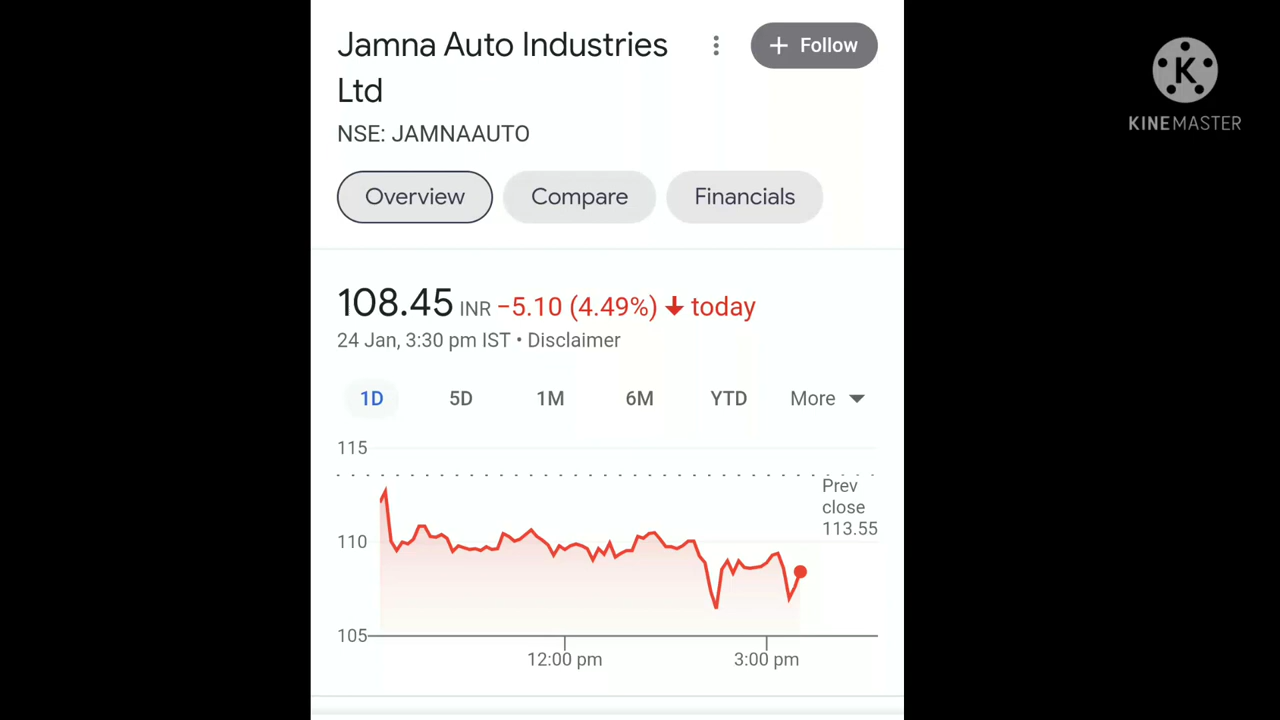 Jamna Auto Industries
Ltd
+ Follow
NSE: JAMNAAUTO
Overview
Compare
Financials
108.45 INR −5.10 (4.49%) ↓ today
24 Jan, 3:30 pm IST • Disclaimer
1D
5D
1M
6M
YTD
More
115
110
105
Prev
close
113.55
12:00 pm
3:00 pm
K
KINEMASTER